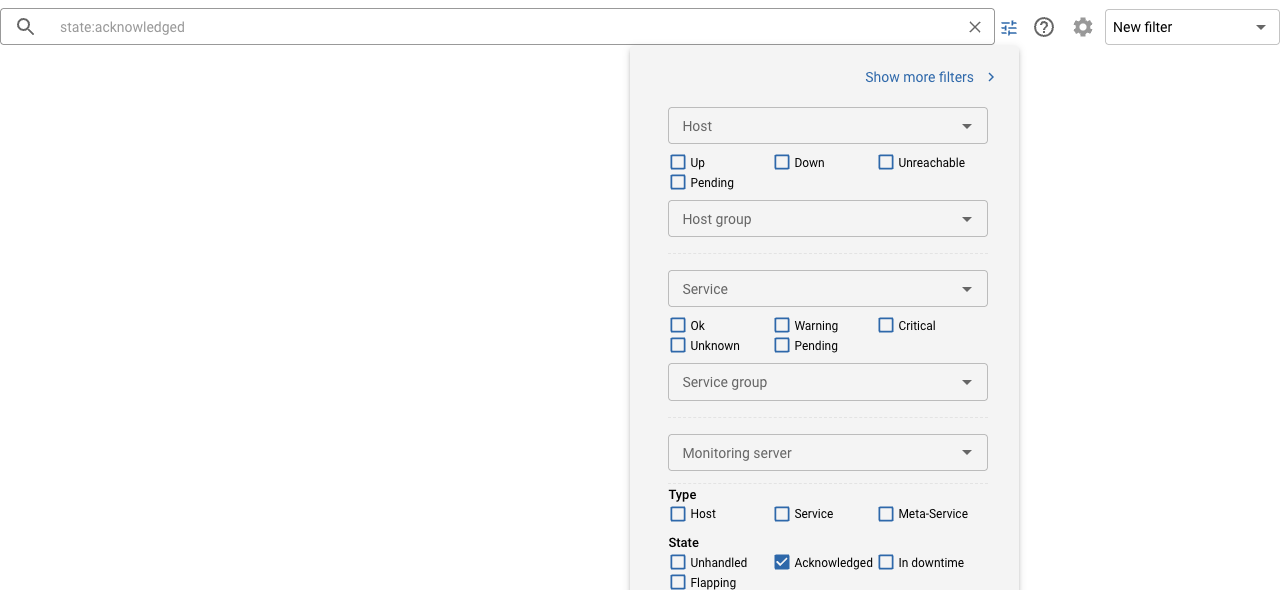 state:acknowledged
New filter
Show more filters
Host
Up Down Unreachable
Pending
Host group
Service
Ok Warning Critical
Unknown Pending
Service group
Monitoring server
Type
Host Service Meta-Service
State
Unhandled Acknowledged In downtime
Flapping